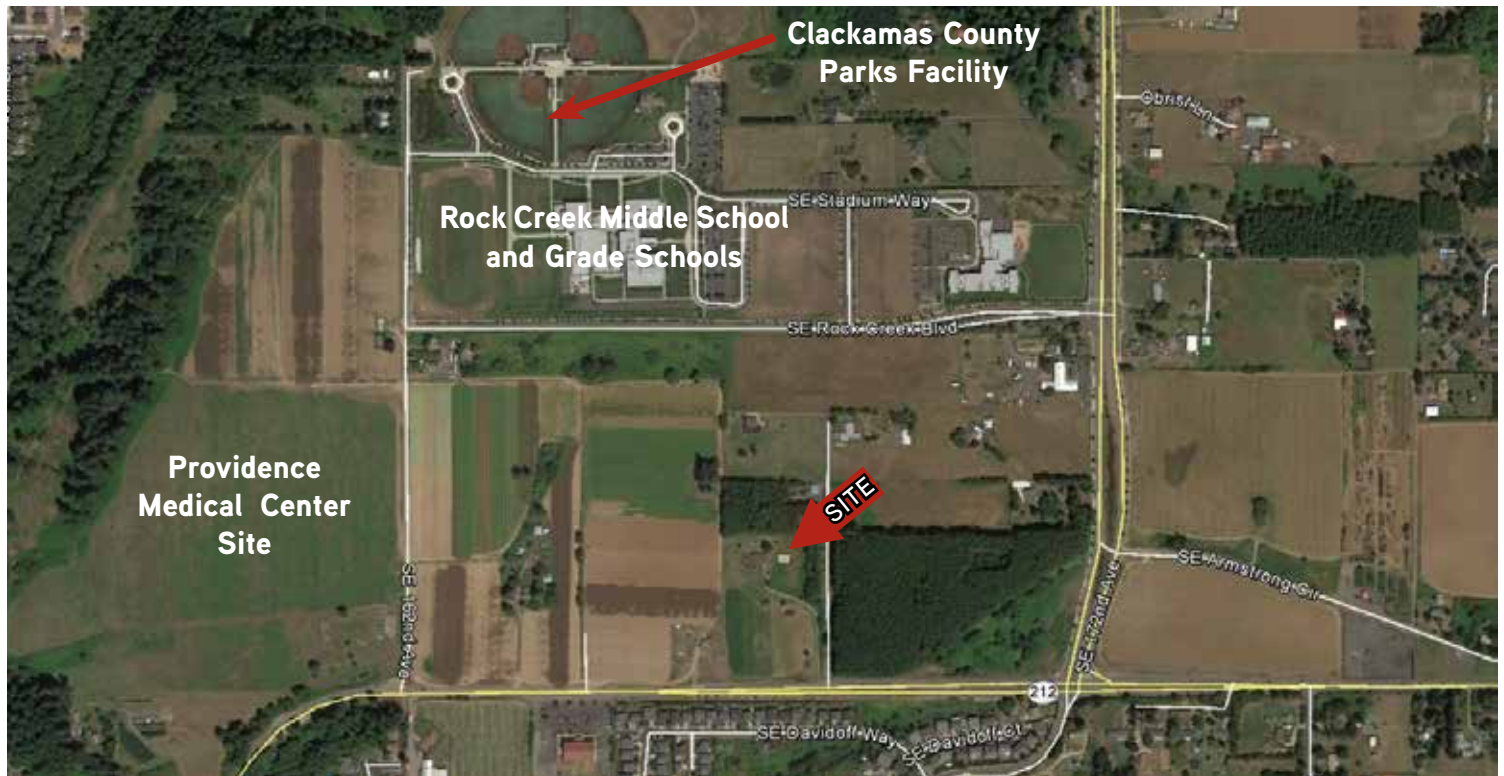 Clackamas County
Parks Facility
Obrist Ln
SE Stadium Way
Rock Creek Middle School
and Grade Schools
SE Rock Creek Blvd
Providence
Medical Center
Site
SITE
SE 162nd Ave
SE Armstrong Cir
SE 172nd Ave
212
SE Davidoff Way
SE Davidoff Ct